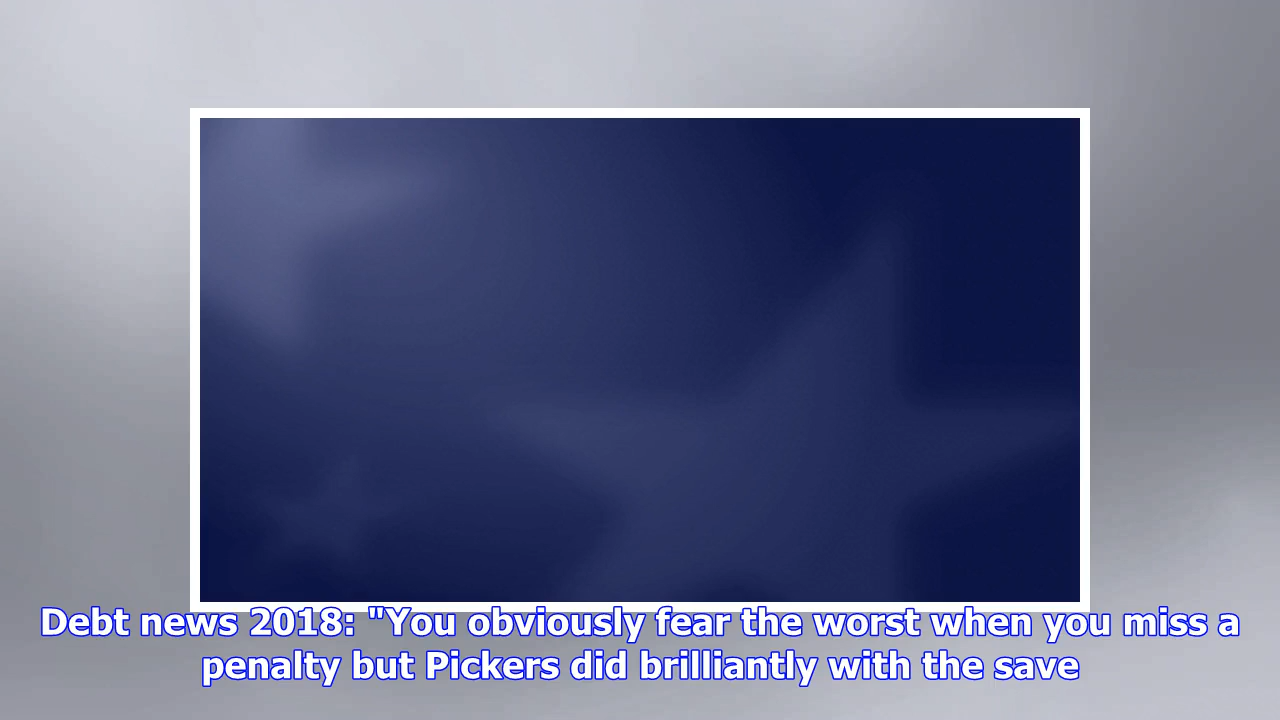 Debt news 2018: "You obviously fear the worst when you miss a
penalty but Pickers did brilliantly with the save